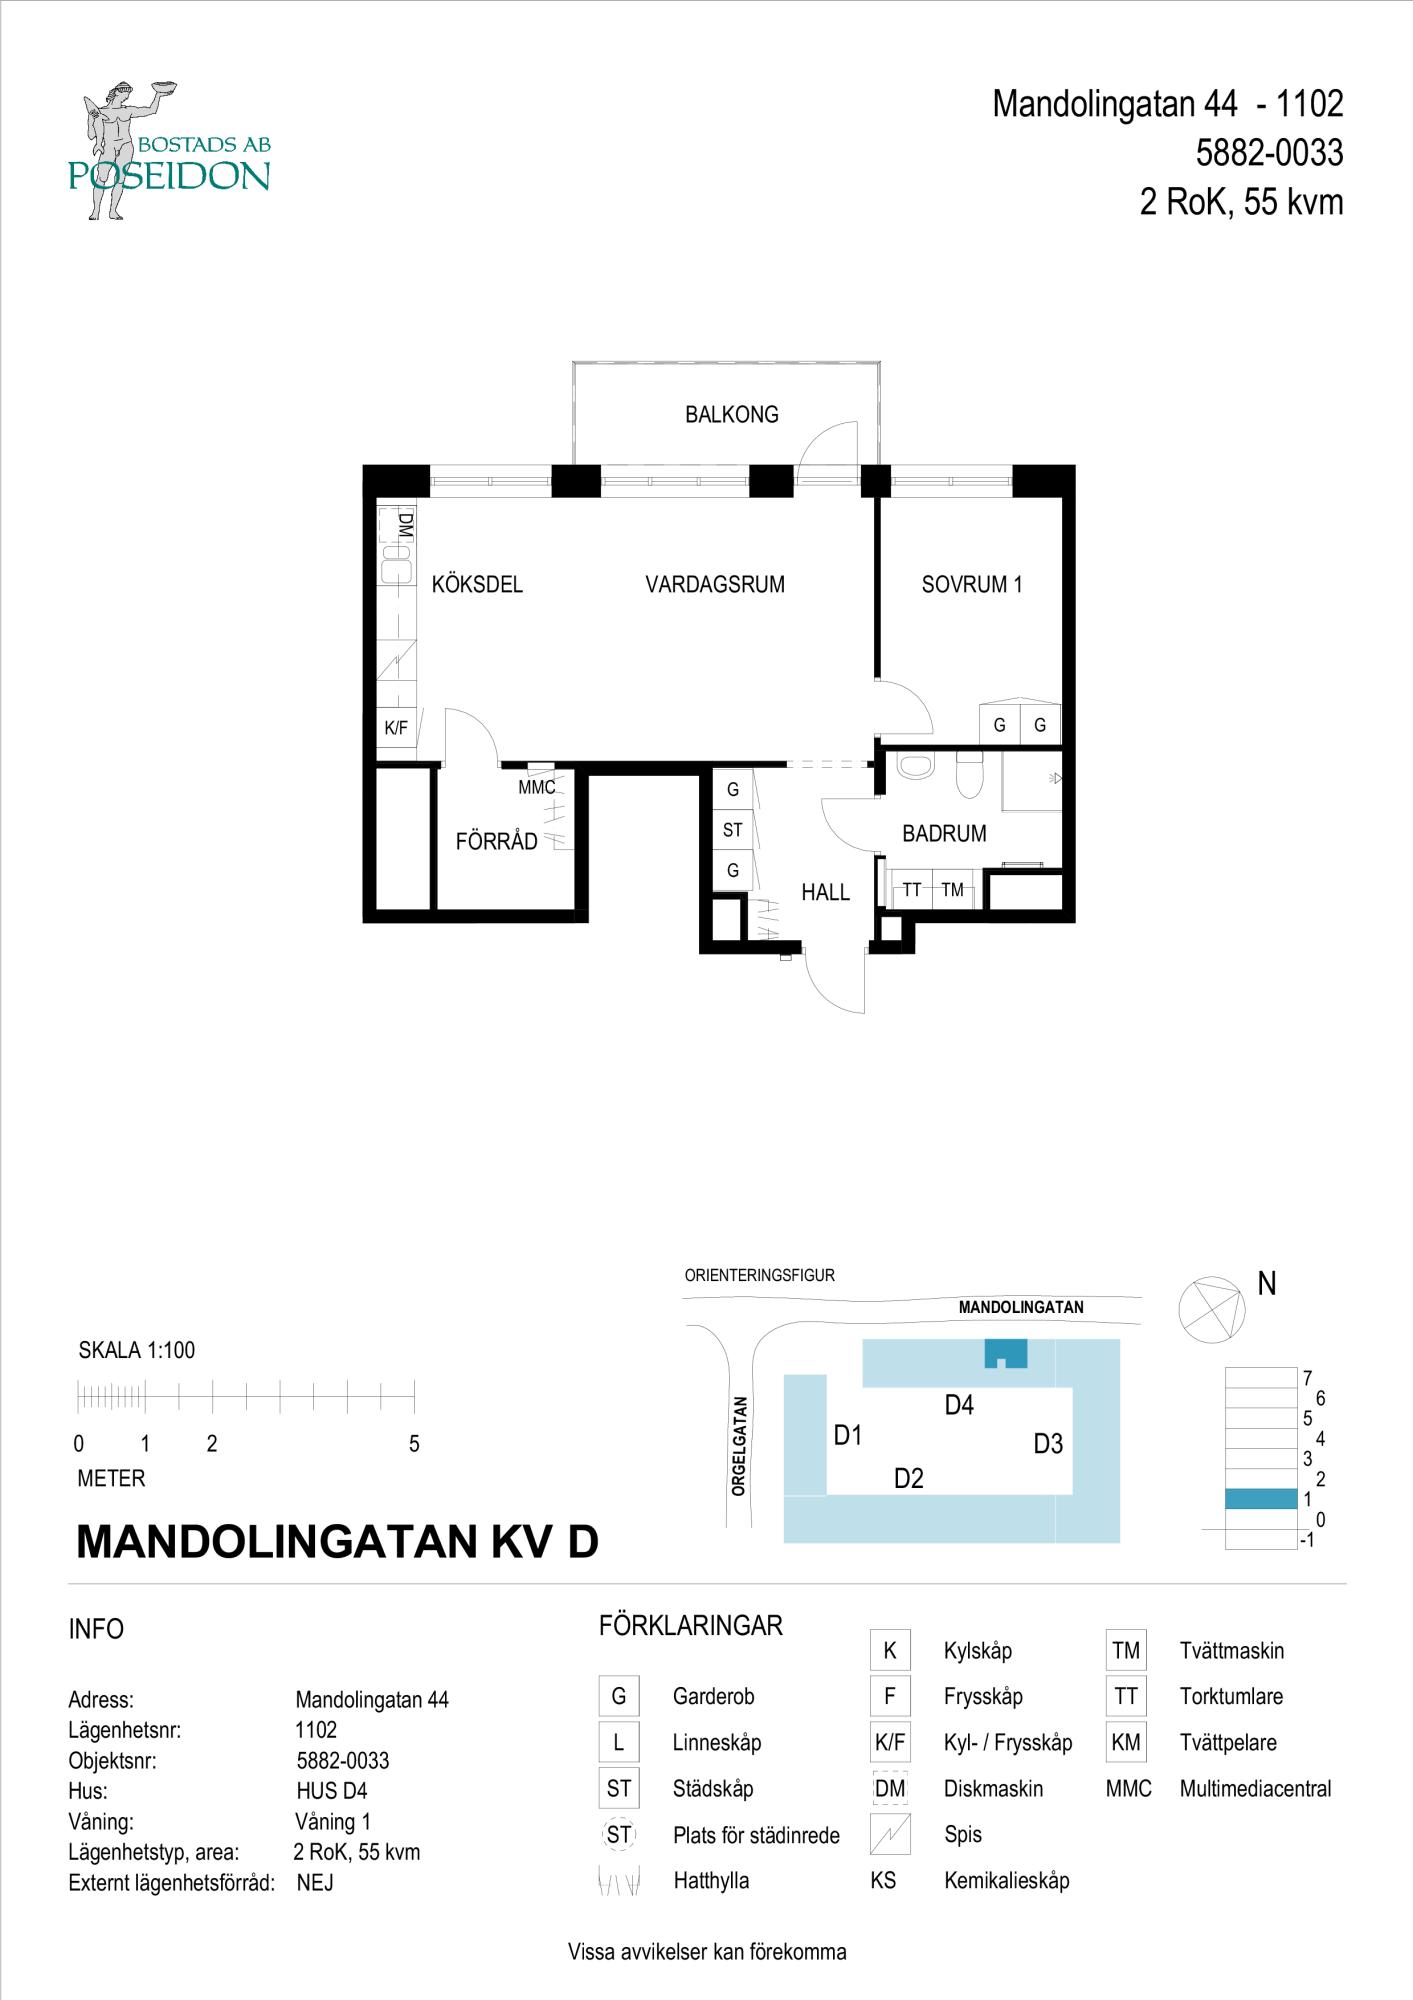 BOSTADS AB
POSEIDON
Mandolingatan 44 - 1102
5882-0033
2 RoK, 55 kvm
BALKONG
DM
KÖKSDEL
VARDAGSRUM
SOVRUM 1
K/F
G
G
MMC
FÖRRÅD
G
ST
G
HALL
BADRUM
TT
TM
ORIENTERINGSFIGUR
MANDOLINGATAN
N
ORGELGATAN
D4
D1
D3
D2
7
6
5
4
3
2
1
0
-1
SKALA 1:100
0 1 2 5
METER
MANDOLINGATAN KV D
INFO
Adress: Mandolingatan 44
Lägenhetsnr: 1102
Objektsnr: 5882-0033
Hus: HUS D4
Våning: Våning 1
Lägenhetstyp, area: 2 RoK, 55 kvm
Externt lägenhetsförråd: NEJ
FÖRKLARINGAR
G Garderob
L Linneskåp
ST Städskåp
ST Plats för städinrede
Hatthylla
K Kylskåp
F Frysskåp
K/F Kyl- / Frysskåp
DM Diskmaskin
Spis
KS Kemikalieskåp
TM Tvättmaskin
TT Torktumlare
KM Tvättpelare
MMC Multimediacentral
Vissa avvikelser kan förekomma